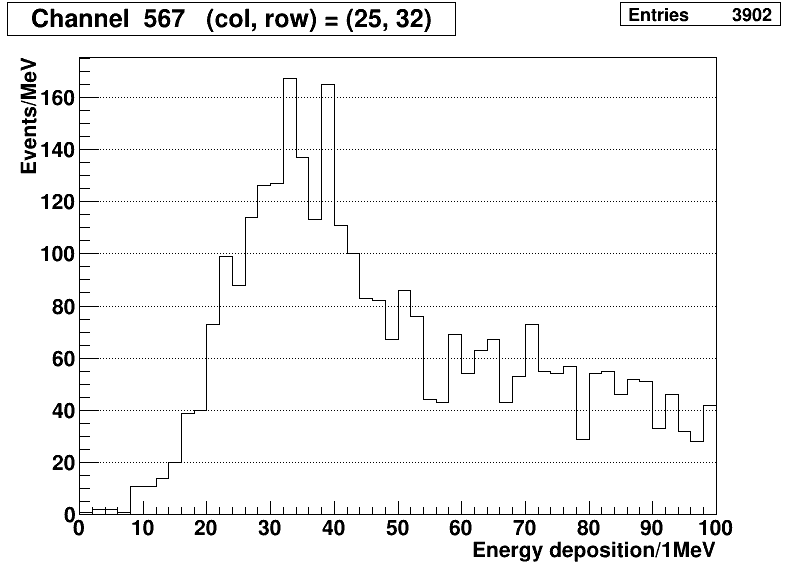 Channel  567   (col, row) = (25, 32)
Entries 3902
Events/MeV
160
140
120
100
80
60
40
20
0
0 10 20 30 40 50 60 70 80 90 100
Energy deposition/1MeV